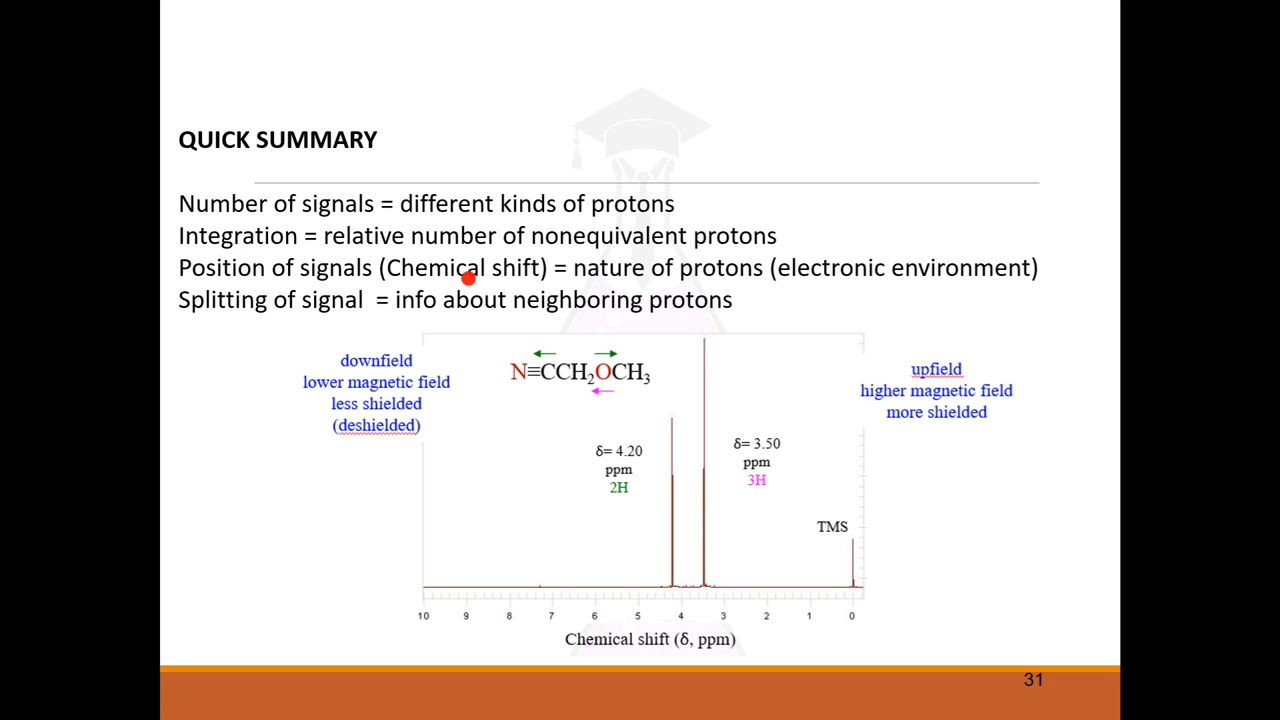 QUICK SUMMARY
Number of signals = different kinds of protons
Integration = relative number of nonequivalent protons
Position of signals (Chemical shift) = nature of protons (electronic environment)
Splitting of signal = info about neighboring protons
downfield
lower magnetic field
less shielded
(deshielded)
N≡CCH₂OCH₃
upfield
higher magnetic field
more shielded
δ= 4.20
ppm
2H
δ= 3.50
ppm
3H
TMS
10 9 8 7 6 5 4 3 2 1 0
Chemical shift (δ, ppm)
31